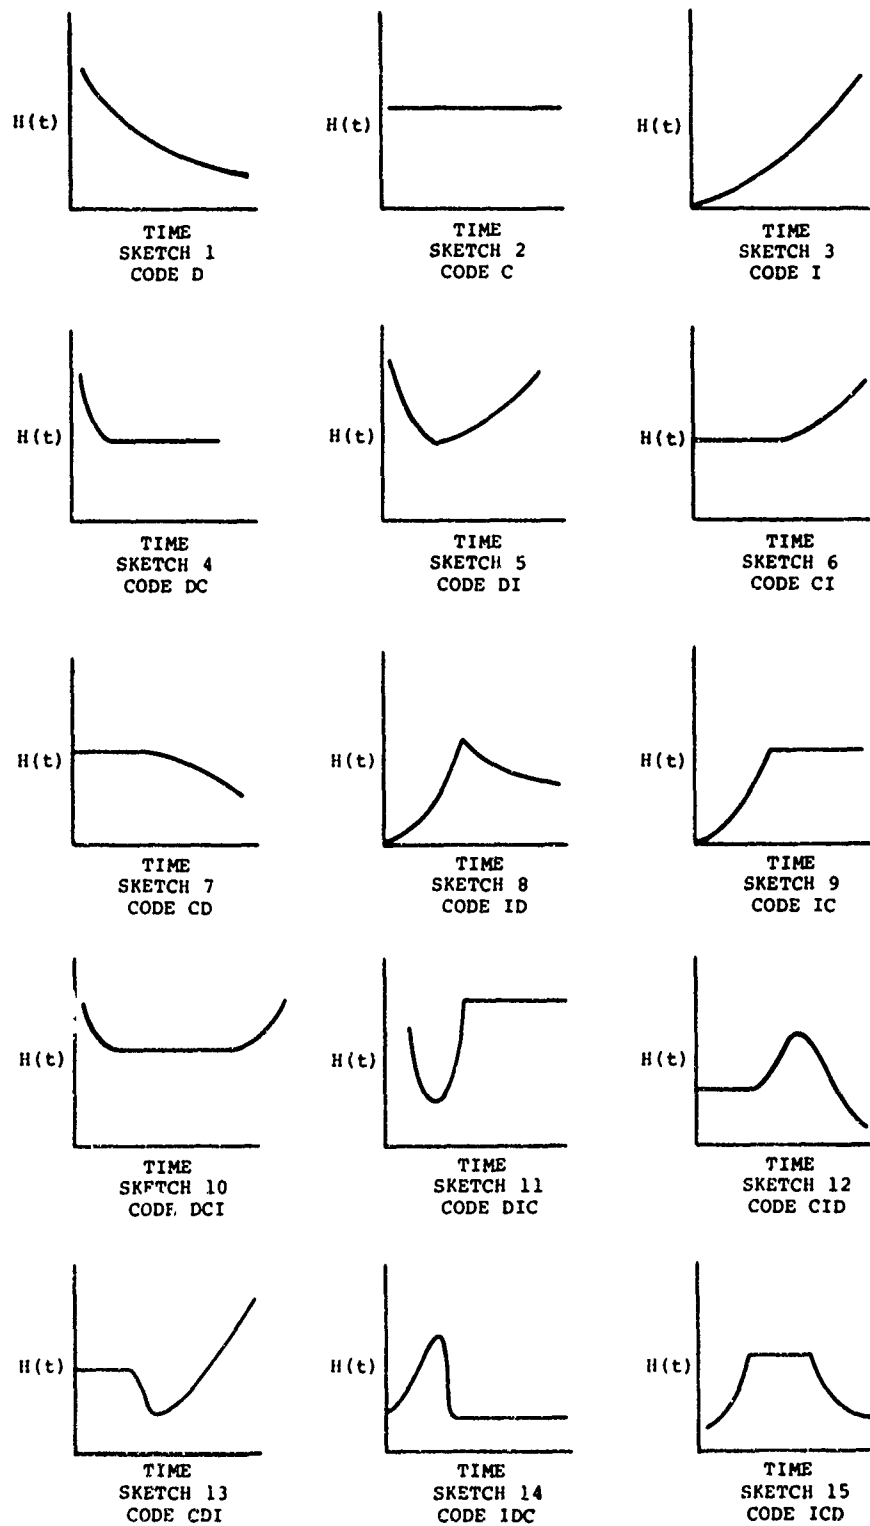 H(t)
TIME
SKETCH 1
CODE D
H(t)
TIME
SKETCH 2
CODE C
H(t)
TIME
SKETCH 3
CODE I
H(t)
TIME
SKETCH 4
CODE DC
H(t)
TIME
SKETCH 5
CODE DI
H(t)
TIME
SKETCH 6
CODE CI
H(t)
TIME
SKETCH 7
CODE CD
H(t)
TIME
SKETCH 8
CODE ID
H(t)
TIME
SKETCH 9
CODE IC
H(t)
TIME
SKETCH 10
CODE DCI
H(t)
TIME
SKETCH 11
CODE DIC
H(t)
TIME
SKETCH 12
CODE CID
H(t)
TIME
SKETCH 13
CODE CDI
H(t)
TIME
SKETCH 14
CODE IDC
H(t)
TIME
SKETCH 15
CODE ICD